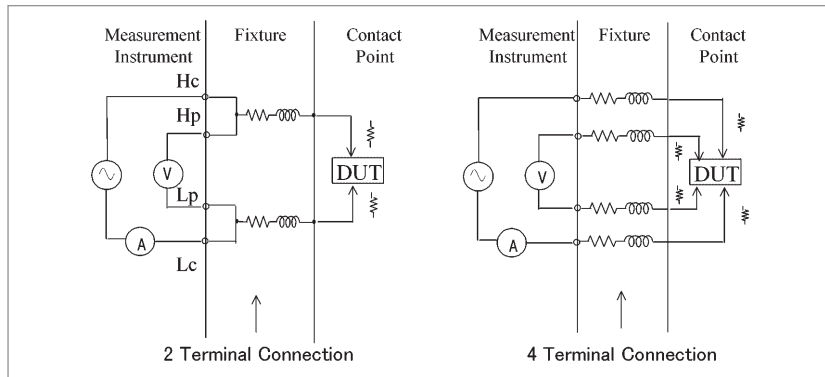 Measurement
Instrument
Fixture
Contact
Point
Hc
Hp
V
DUT
Lp
A
Lc
2 Terminal Connection
Measurement
Instrument
Fixture
Contact
Point
V
DUT
A
4 Terminal Connection